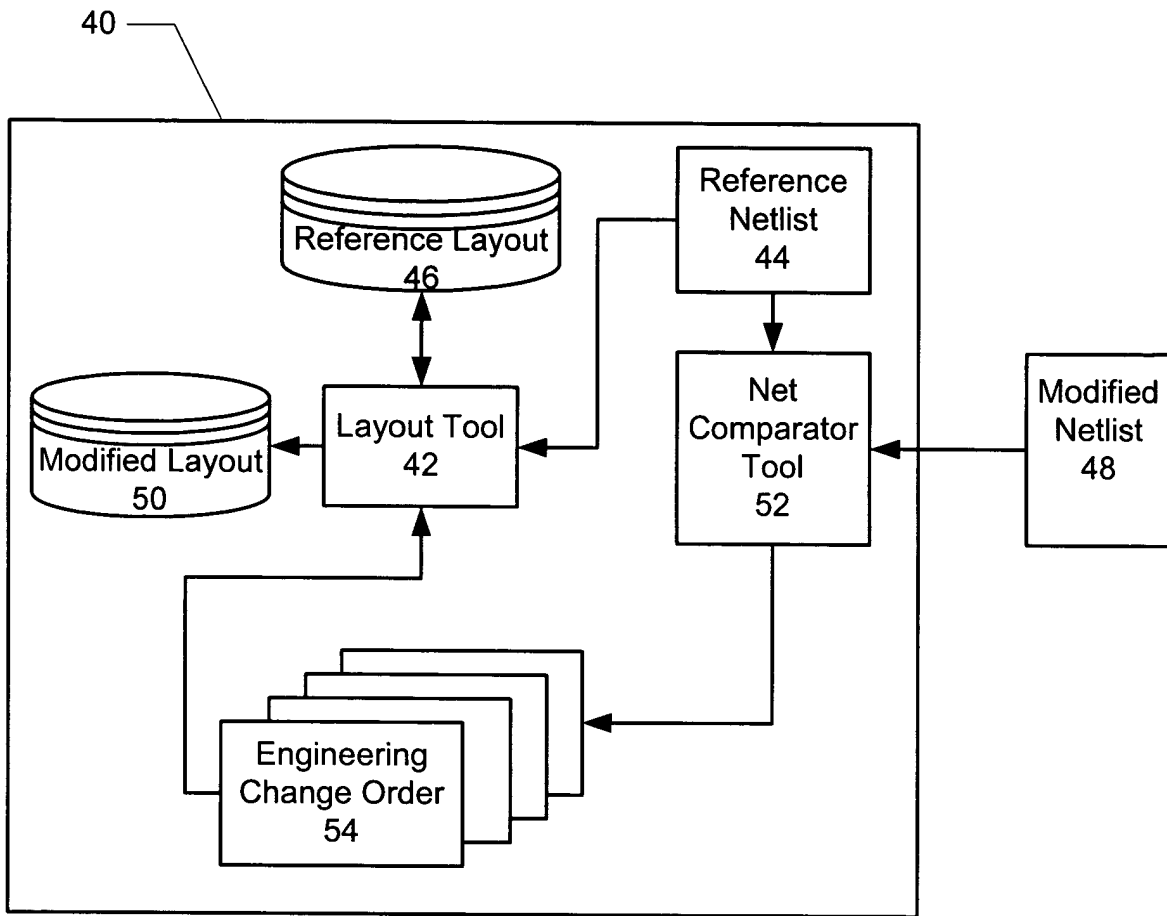 40
Reference Layout
46
Reference
Netlist
44
Modified Layout
50
Layout Tool
42
Net
Comparator
Tool
52
Modified
Netlist
48
Engineering
Change Order
54